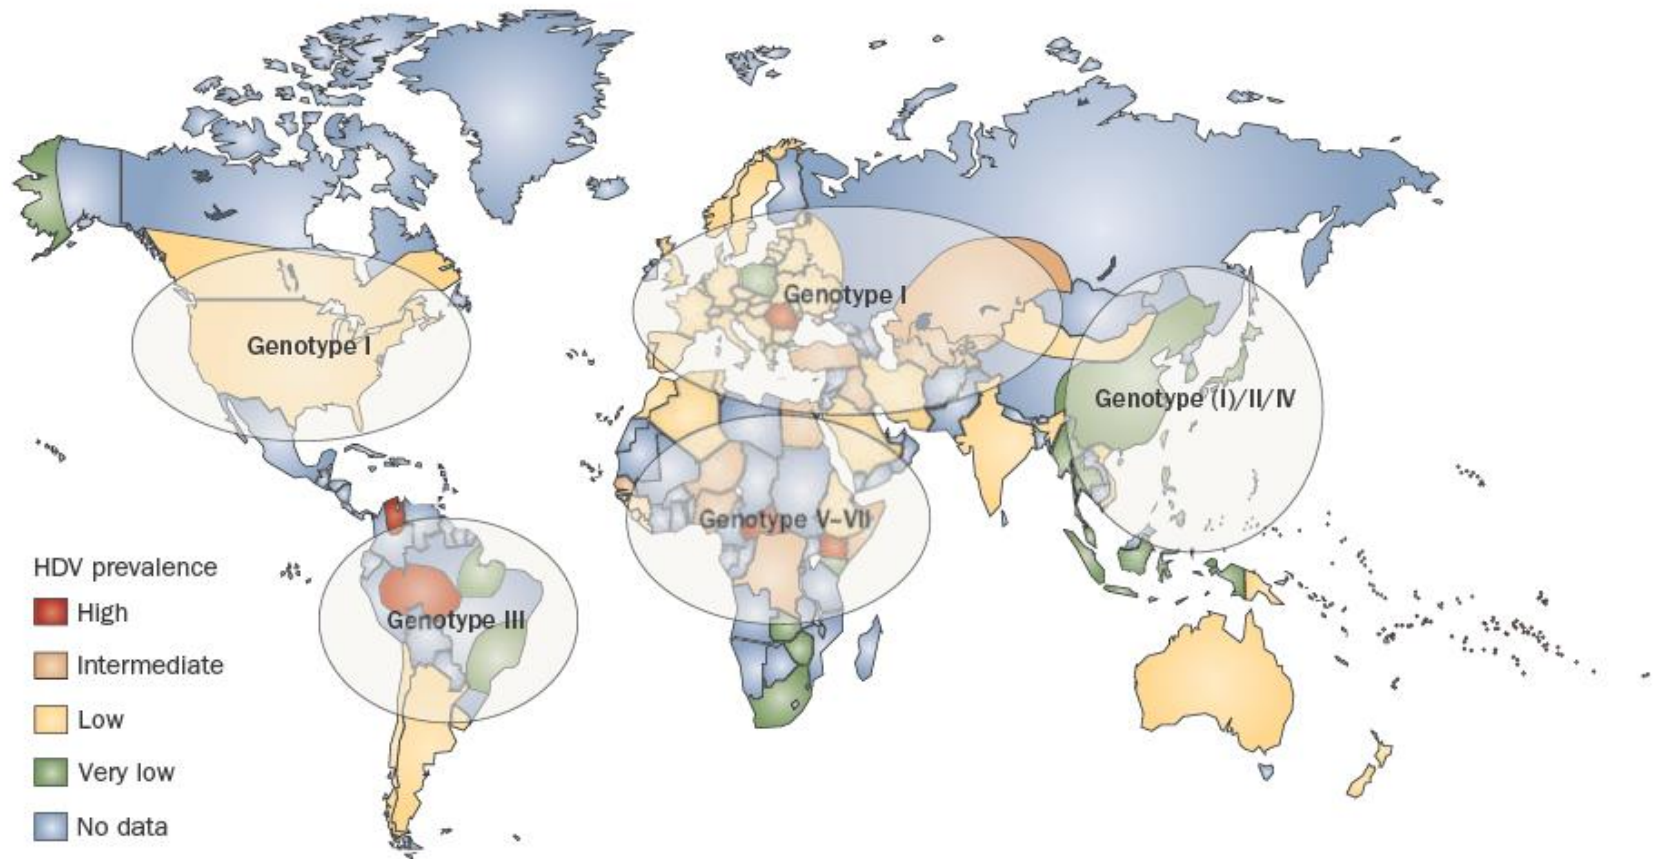 Genotype I
Genotype I
Genotype (I)/II/IV
Genotype V–VII
Genotype III
HDV prevalence
High
Intermediate
Low
Very low
No data